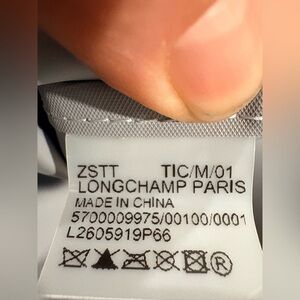 ZSTT TIC/M/01
LONGCHAMP PARIS
MADE IN CHINA
5700009975/00100/0001
L2605919P66
®